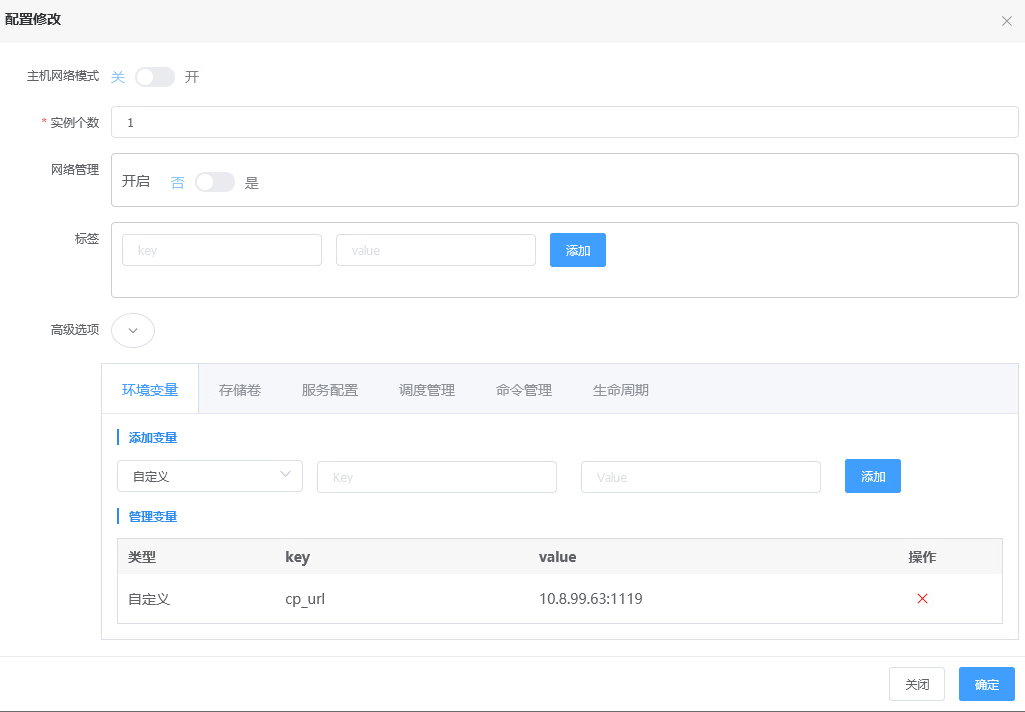 配置修改
主机网络模式 关 开
* 实例个数 1
网络管理 开启 否 是
标签 key value 添加
高级选项
环境变量 存储卷 服务配置 调度管理 命令管理 生命周期
添加变量
自定义 Key Value 添加
管理变量
类型 key value 操作
自定义 cp_url 10.8.99.63:1119
关闭 确定